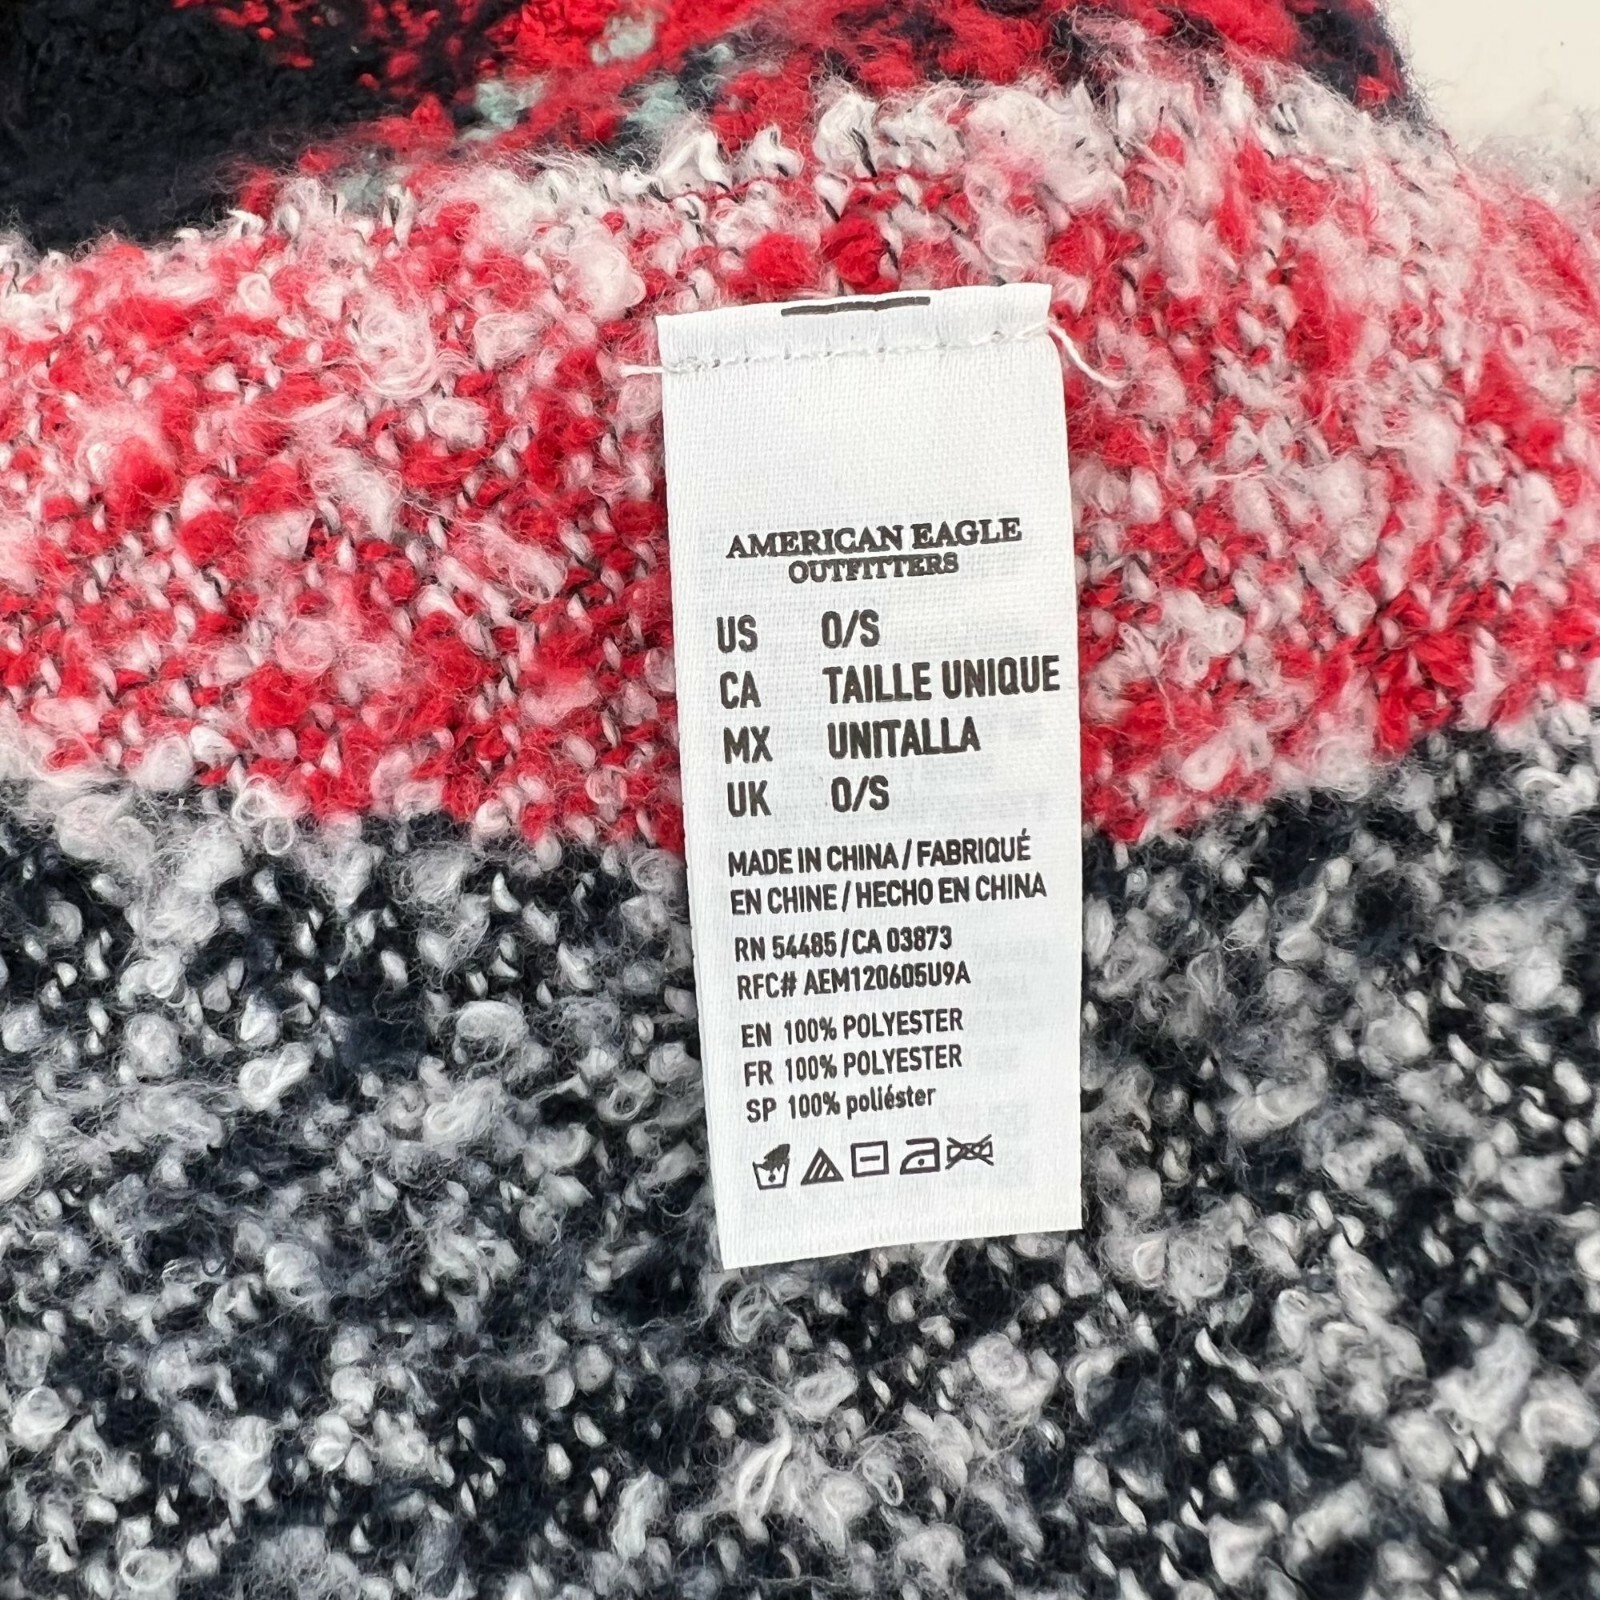 AMERICAN EAGLE
OUTFITTERS
US O/S
CA TAILLE UNIQUE
MX UNITALLA
UK O/S
MADE IN CHINA / FABRIQUÉ
EN CHINE / HECHO EN CHINA
RN 54485 / CA 03873
RFC# AEM120605U9A
EN 100% POLYESTER
FR 100% POLYESTER
SP 100% poliéster